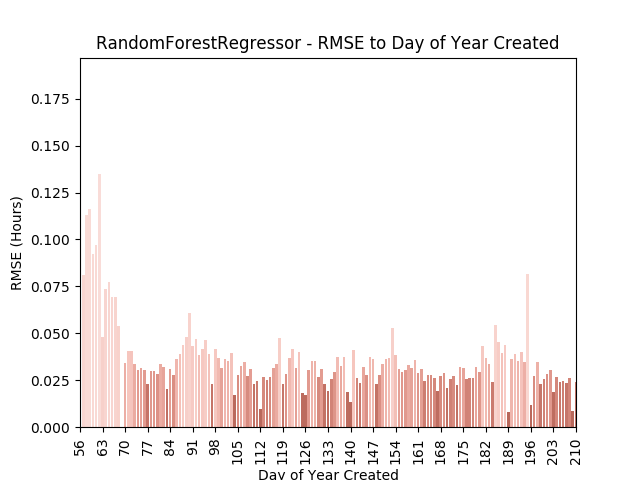 RandomForestRegressor - RMSE to Day of Year Created
RMSE (Hours)
0.175
0.150
0.125
0.100
0.075
0.050
0.025
0.000
56 63 70 77 84 91 98 105 112 119 126 133 140 147 154 161 168 175 182 189 196 203 210
Day of Year Created